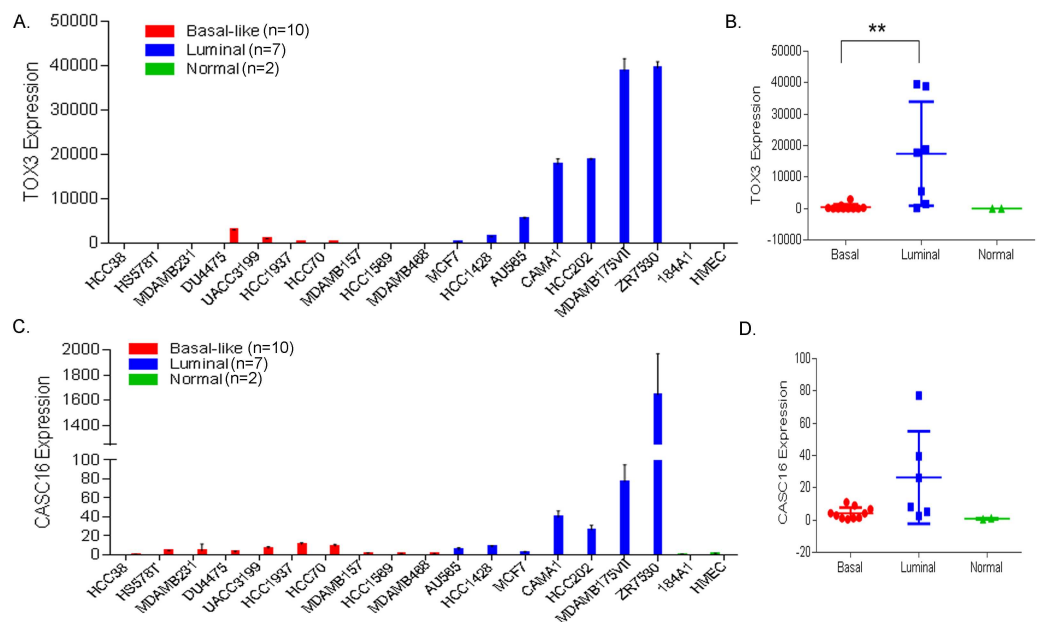 A.
50000
40000
30000
20000
10000
0
TOX3 Expression
Basal-like (n=10)
Luminal (n=7)
Normal (n=2)
HCC38
HS578T
MDAMB231
DU4475
UACC3199
HCC1937
HCC70
MDAMB157
HCC1569
MDAMB468
MCF7
HCC1428
AU565
CAMA1
HCC202
MDAMB175VII
ZR7530
184A1
HMEC
B.
**
50000
40000
30000
20000
10000
0
-10000
TOX3 Expression
Basal
Luminal
Normal
C.
2000
1800
1600
1400
100
80
60
40
20
0
CASC16 Expression
Basal-like (n=10)
Luminal (n=7)
Normal (n=2)
HCC38
HS578T
MDAMB231
DU4475
UACC3199
HCC1937
HCC70
MDAMB157
HCC1569
MDAMB468
AU565
HCC1428
MCF7
CAMA1
HCC202
MDAMB175VII
ZR7530
184A1
HMEC
D.
100
80
60
40
20
0
-20
CASC16 Expression
Basal
Luminal
Normal